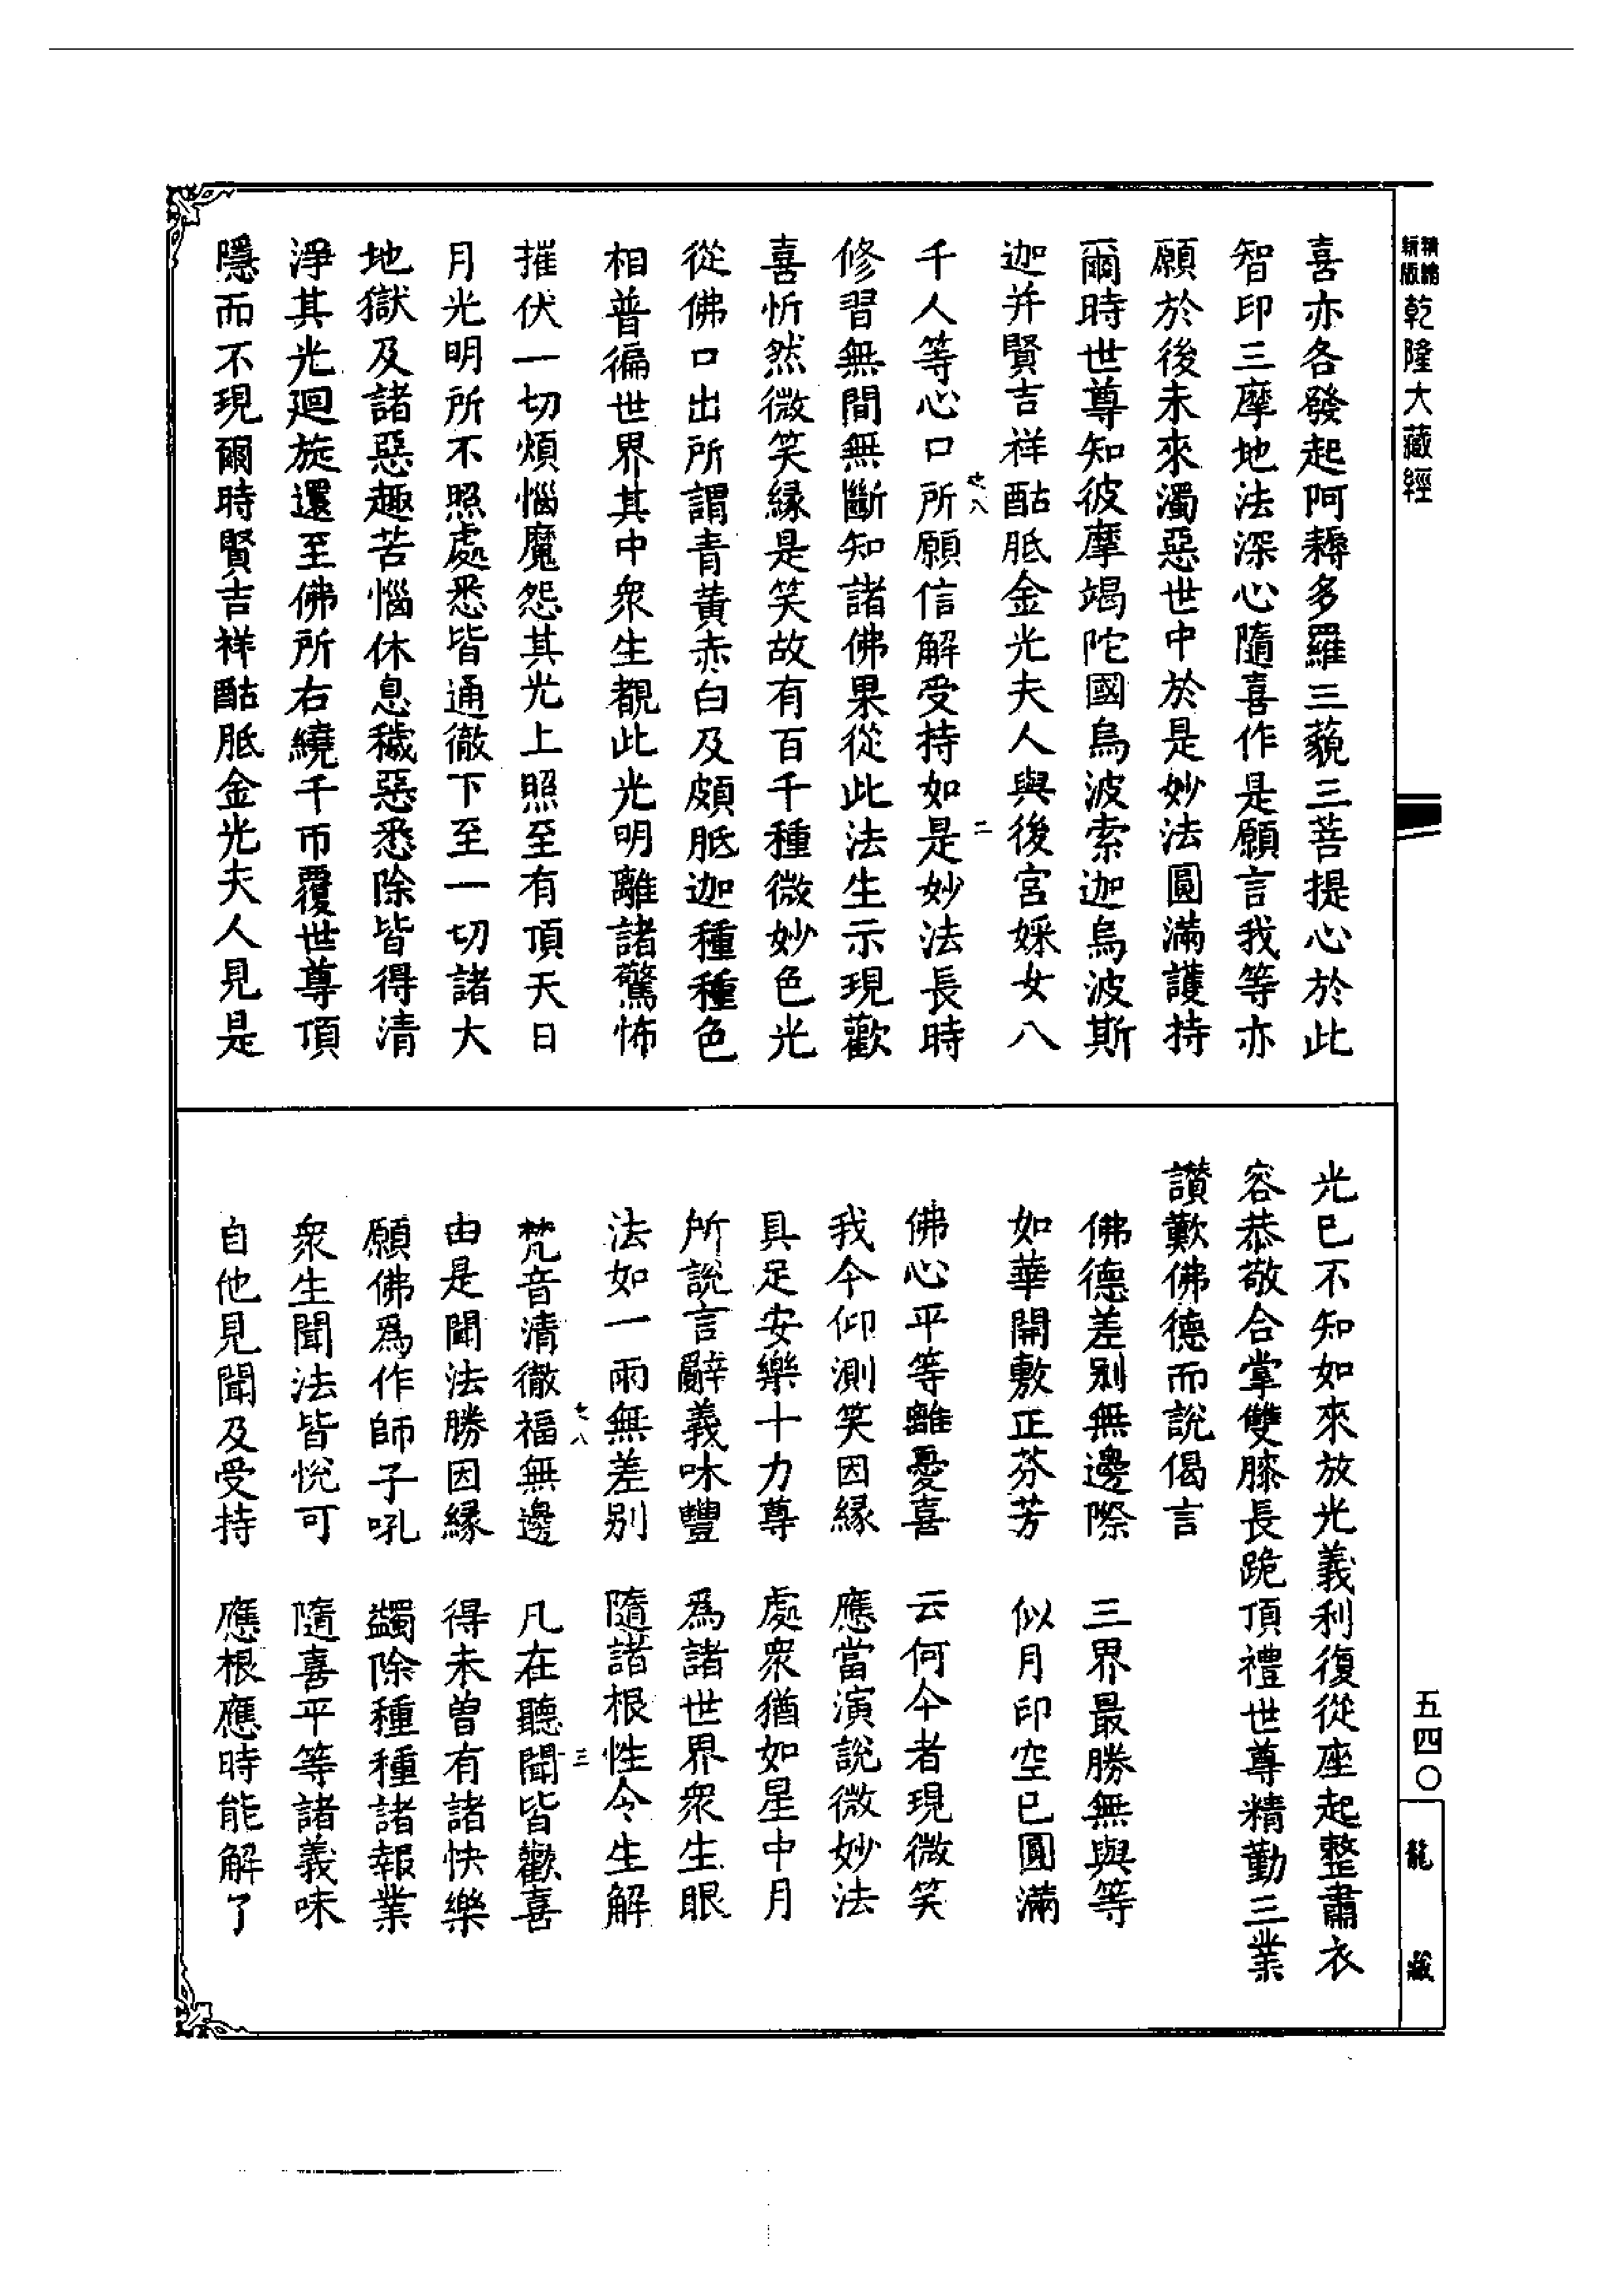 精編
新版
乾隆大藏經
喜亦各發起阿耨多羅三藐三菩提心於此
智印三摩地法深心隨喜作是願言我等亦
願於後未來濁惡世中於是妙法圓滿護持
爾時世尊知彼摩竭陀國烏波索迦烏波斯
迦并賢吉祥酤胝金光夫人與後宮婇女八
千人等心口所願信解受持如是妙法長時
修習無間無斷知諸佛果從此法生示現歡
喜忻然微笑緣是笑故有百千種微妙色光
從佛口出所謂青黃赤白及頗胝迦種種色
相普徧世界其中衆生覩此光明離諸驚怖
摧伏一切煩惱魔怨其光上照至有頂天日
月光明所不照處悉皆通徹下至一切諸大
地獄及諸惡趣苦惱休息穢惡悉除皆得清
淨其光廻旋還至佛所右繞千帀覆世尊頂
隱而不現爾時賢吉祥酤胝金光夫人見是
光已不知如來放光義利復從座起整肅衣
容恭敬合掌雙膝長跪頂禮世尊精勤三業
讚歎佛德而說偈言
佛德差別無邊際 三界最勝無與等
如華開敷正芬芳 似月印空已圓滿
佛心平等離憂喜 云何今者現微笑
我今仰測笑因緣 應當演說微妙法
具足安樂十力尊 處衆猶如星中月
所說言辭義味豐 為諸世界衆生眼
法如一雨無差別 隨諸根性令生解
梵音清徹福無邊 凡在聽聞皆歡喜
由是聞法勝因緣 得未曽有諸快樂
願佛爲作師子吼 蠲除種種諸報業
衆生聞法皆悅可 隨喜平等諸義味
自他見聞及受持 應根應時能解了
五四〇
龍藏